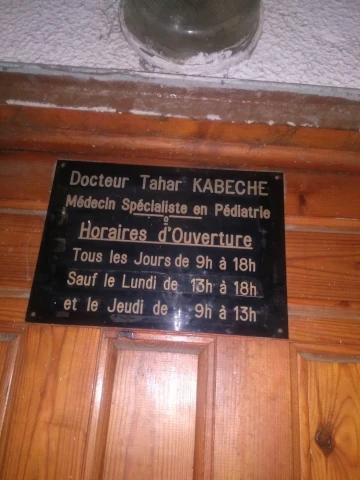 Docteur Tahar KABECHE
Médecin Spécialiste en Pédiatrie
Horaires d'Ouverture
Tous les Jours de 9h à 18h
Sauf le Lundi de 13h à 18h
et le Jeudi de 9h à 13h